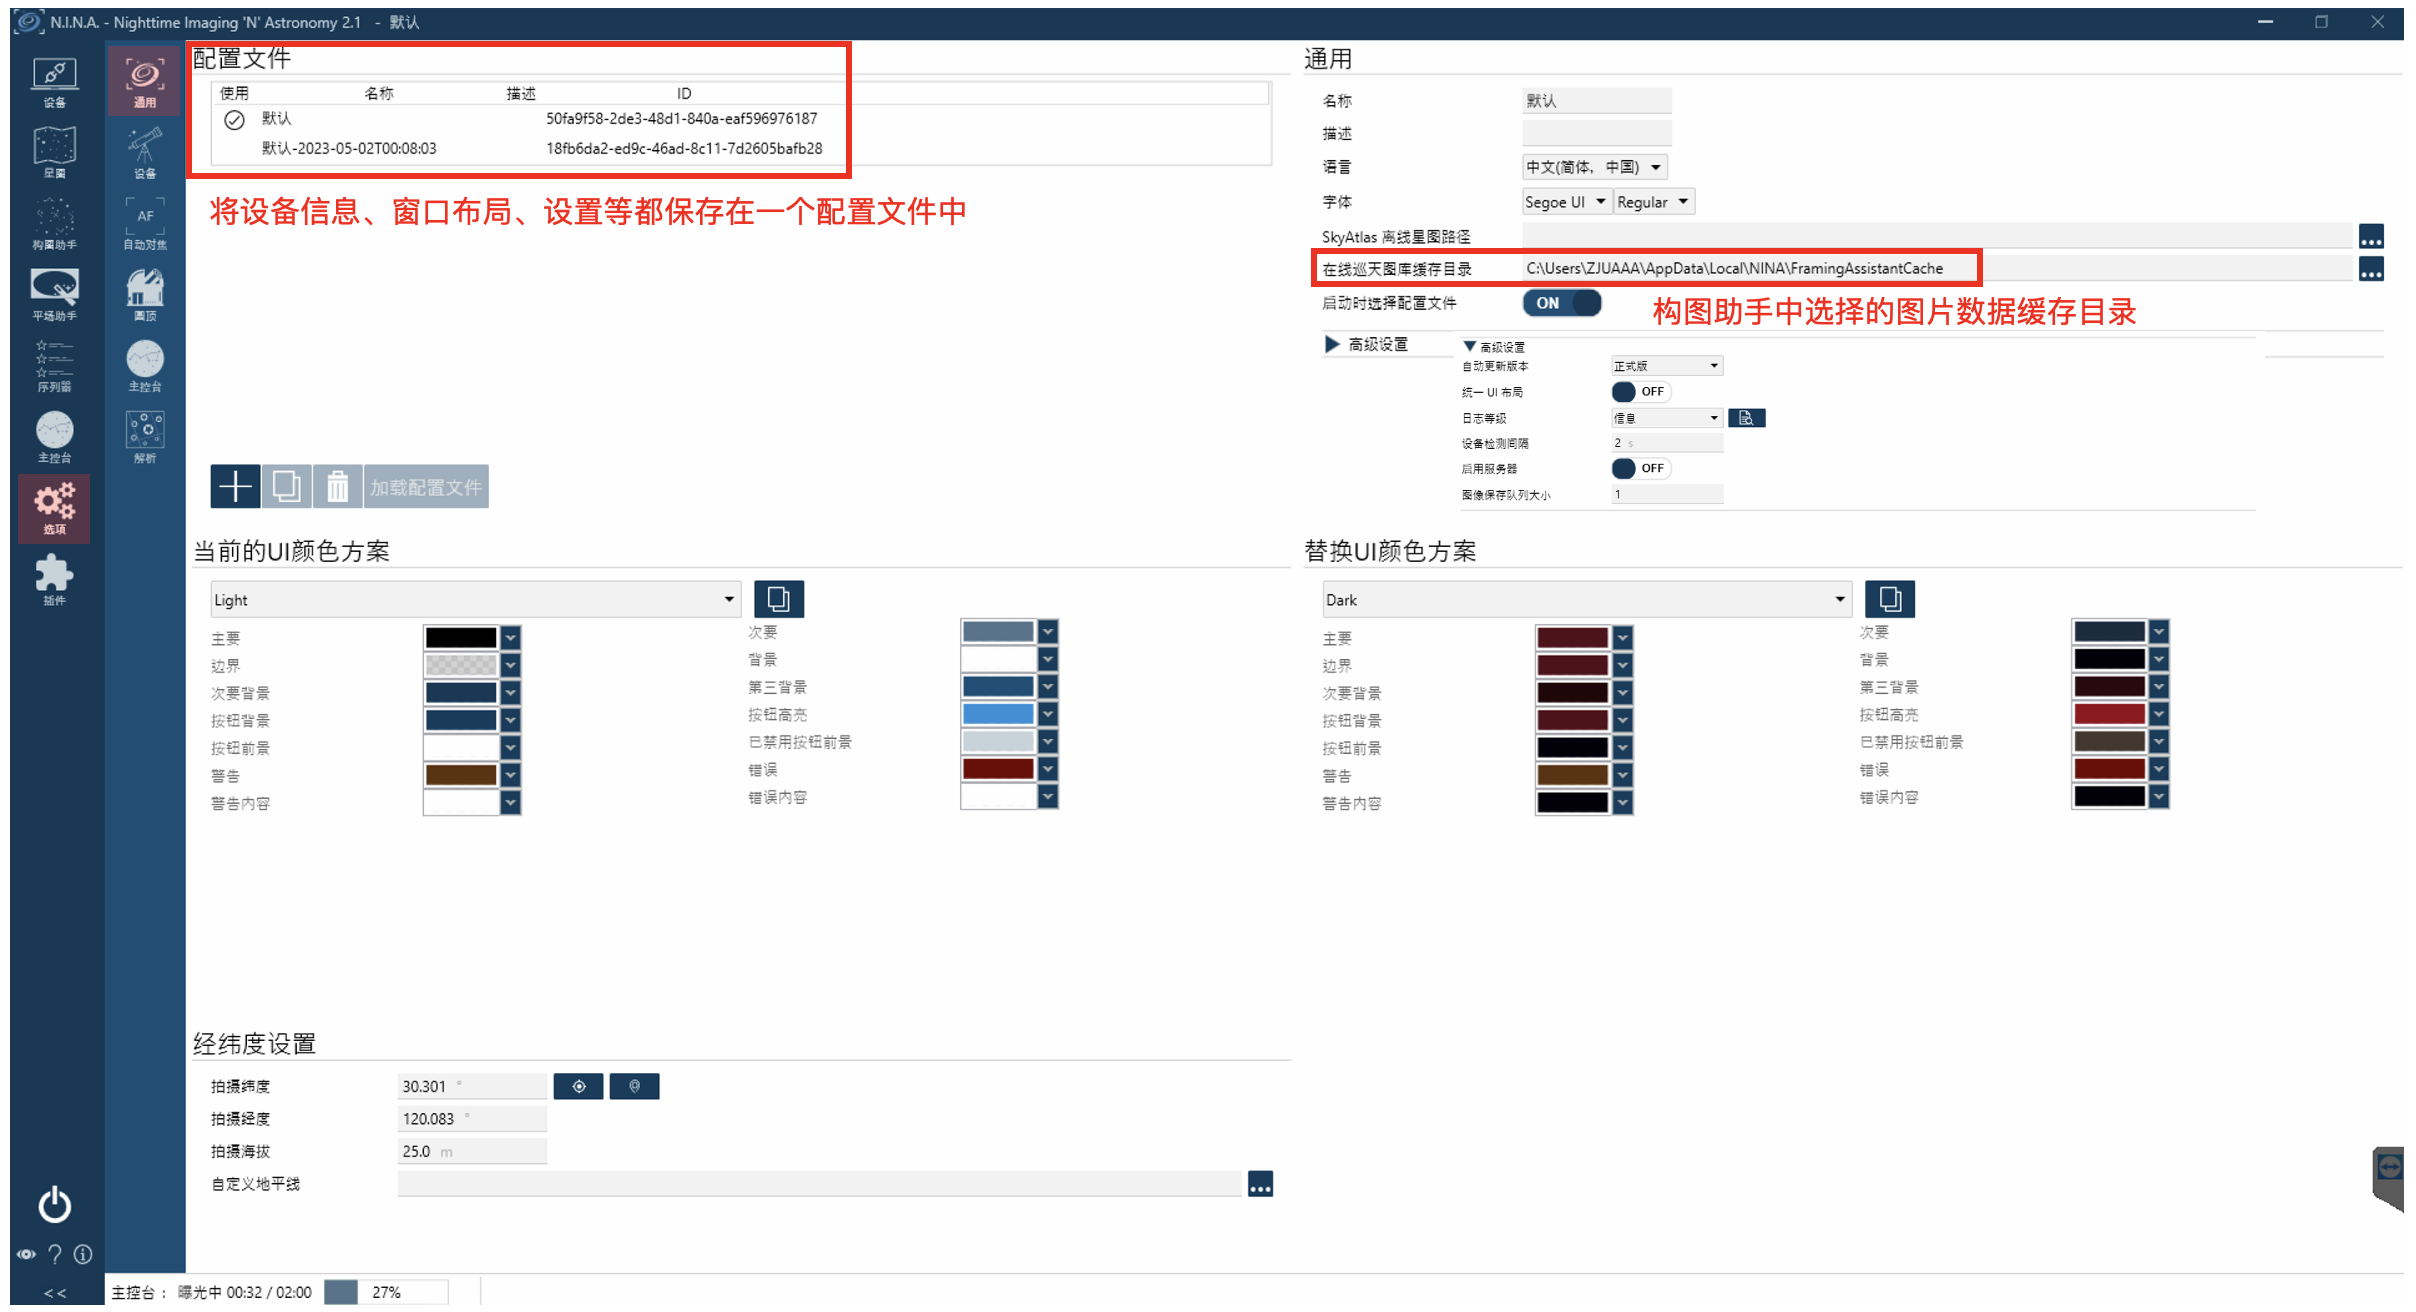 N.I.N.A. - Nighttime Imaging 'N' Astronomy 2.1 - 默认
设备
星图
构图助手
平场助手
序列器
主控台
选项
插件
<<
通用
设备
AF
自动对焦
圆顶
主控台
解析
配置文件
使用 名称 描述 ID
默认 50fa9f58-2de3-48d1-840a-eaf596976187
默认-2023-05-02T00:08:03 18fb6da2-ed9c-46ad-8c11-7d2605bafb28
将设备信息、窗口布局、设置等都保存在一个配置文件中
加载配置文件
通用
名称 默认
描述
语言 中文(简体，中国)
字体 Segoe UI Regular
SkyAtlas 离线星图路径 ...
在线巡天图库缓存目录 C:\Users\ZJUAAA\AppData\Local\NINA\FramingAssistantCache ...
启动时选择配置文件 ON
构图助手中选择的图片数据缓存目录
高级设置
高级设置
自动更新版本 正式版
统一 UI 布局 OFF
日志等级 信息
设备检测间隔 2 s
启用服务器 OFF
图像保存队列大小 1
当前的UI颜色方案
Light
主要 次要
边界 背景
次要背景 第三背景
按钮背景 按钮高亮
按钮前景 已禁用按钮前景
警告 错误
警告内容 错误内容
替换UI颜色方案
Dark
主要 次要
边界 背景
次要背景 第三背景
按钮背景 按钮高亮
按钮前景 已禁用按钮前景
警告 错误
警告内容 错误内容
经纬度设置
拍摄纬度 30.301 °
拍摄经度 120.083 °
拍摄海拔 25.0 m
自定义地平线 ...
主控台： 曝光中 00:32 / 02:00 27%